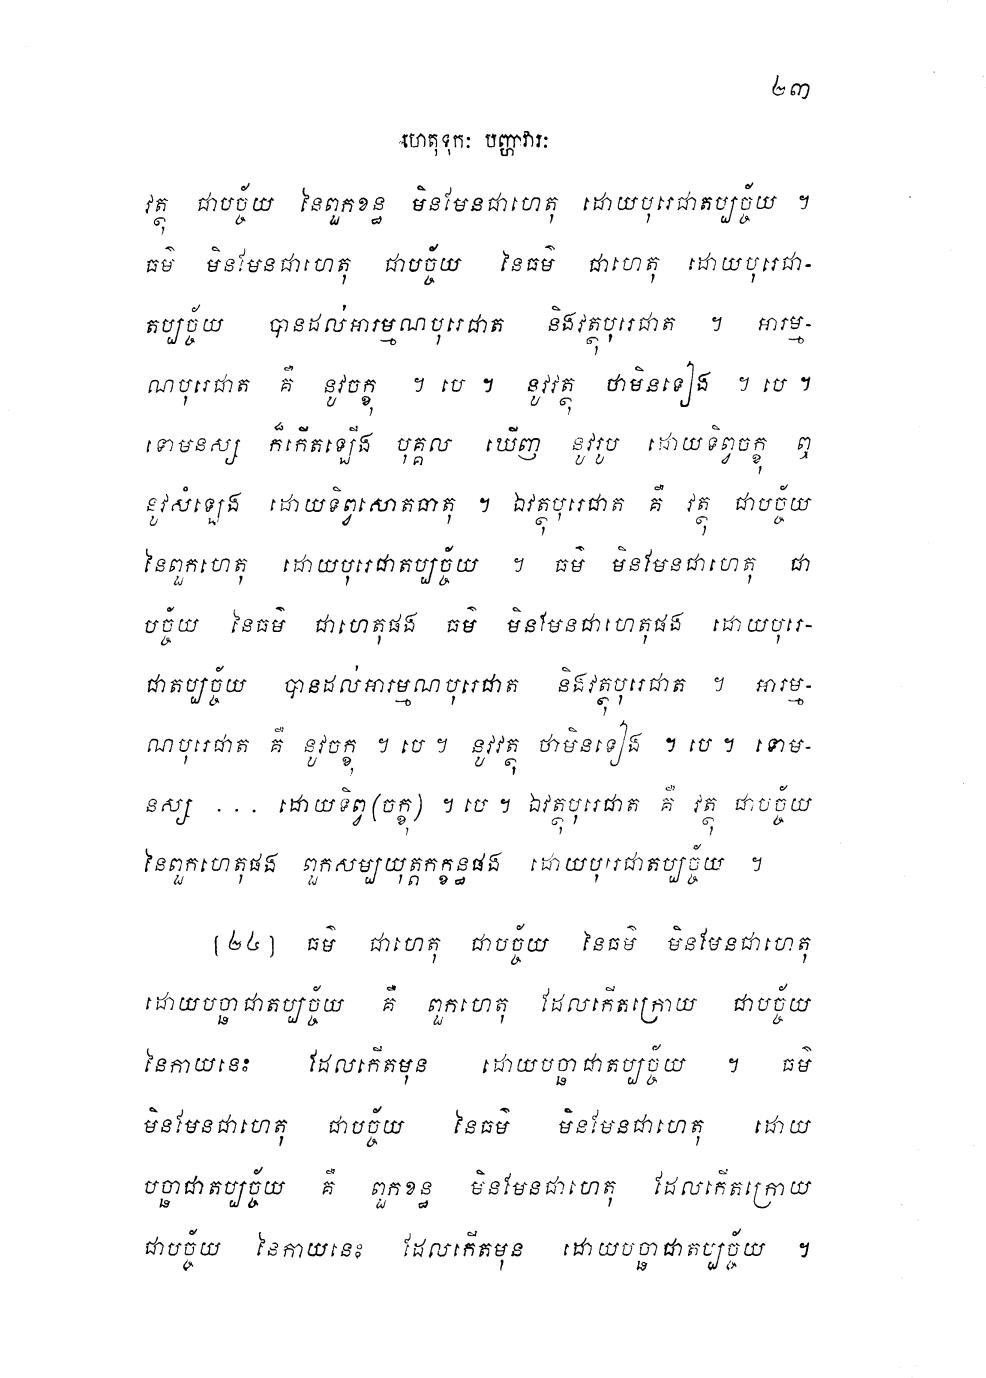 ២៣
ហេតុទុកៈ បញ្ហាវារៈ
វត្ថុ ជាបច្ច័យ នៃពួកខន្ធ មិនមែនជាហេតុ ដោយបុរេជាតប្បច្ច័យ ។
ធម៌ មិនមែនជាហេតុ ជាបច្ច័យ នៃធម៌ ជាហេតុ ដោយបុរេជា-
តប្បច្ច័យ បានដល់អារម្មណបុរេជាត និងវត្ថុបុរេជាត ។ អារម្ម-
ណបុរេជាត គឺ នូវចក្ខុ ។ បេ ។ នូវវត្ថុ ថាមិនទៀង ។ បេ ។
ទោមនស្ស ក៏កើតឡើង បុគ្គល ឃើញ នូវរូប ដោយទិព្វចក្ខុ ឮ
នូវសំឡេង ដោយទិព្វសោតធាតុ ។ ឯវត្ថុបុរេជាត គឺ វត្ថុ ជាបច្ច័យ
នៃពួកហេតុ ដោយបុរេជាតប្បច្ច័យ ។ ធម៌ មិនមែនជាហេតុ ជា
បច្ច័យ នៃធម៌ ជាហេតុផង ធម៌ មិនមែនជាហេតុផង ដោយបុរេ-
ជាតប្បច្ច័យ បានដល់អារម្មណបុរេជាត និងវត្ថុបុរេជាត ។ អារម្ម-
ណបុរេជាត គឺ នូវចក្ខុ ។ បេ ។ នូវវត្ថុ ថាមិនទៀង ។ បេ ។ ទោម-
នស្ស ... ដោយទិព្វ(ចក្ខុ) ។ បេ ។ ឯវត្ថុបុរេជាត គឺ វត្ថុ ជាបច្ច័យ
នៃពួកហេតុផង ពួកសម្បយុត្តកក្ខន្ធផង ដោយបុរេជាតប្បច្ច័យ ។
[២៤] ធម៌ ជាហេតុ ជាបច្ច័យ នៃធម៌ មិនមែនជាហេតុ
ដោយបច្ឆាជាតប្បច្ច័យ គឺ ពួកហេតុ ដែលកើតក្រោយ ជាបច្ច័យ
នៃកាយនេះ ដែលកើតមុន ដោយបច្ឆាជាតប្បច្ច័យ ។ ធម៌
មិនមែនជាហេតុ ជាបច្ច័យ នៃធម៌ មិនមែនជាហេតុ ដោយ
បច្ឆាជាតប្បច្ច័យ គឺ ពួកខន្ធ មិនមែនជាហេតុ ដែលកើតក្រោយ
ជាបច្ច័យ នៃកាយនេះ ដែលកើតមុន ដោយបច្ឆាជាតប្បច្ច័យ ។